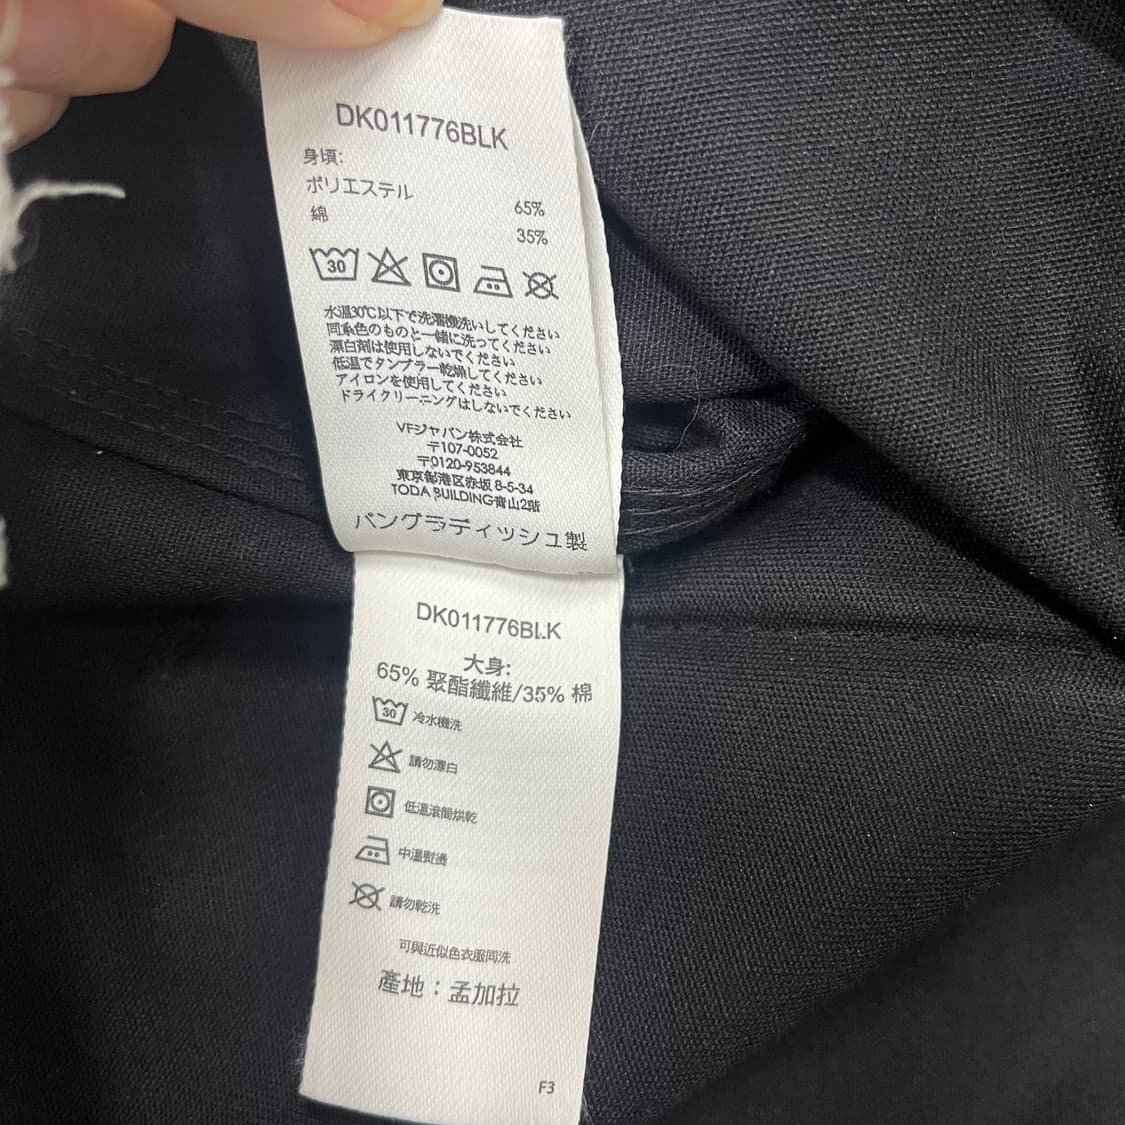 DK011776BLK
身頃:
ポリエステル 65%
綿 35%
30
水温30℃以下で洗濯機洗いしてください
同系色のものと一緒に洗ってください
漂白剤は使用しないでください
低温でタンブラー乾燥してください
アイロンを使用してください
ドライクリーニングはしないでください
VFジャパン株式会社
〒107-0052
〒0120-953844
東京都港区赤坂 8-5-34
TODA BUILDING青山2階
バングラディッシュ製
DK011776BLK
大身:
65% 聚酯纖維/35% 棉
30 冷水機洗
請勿漂白
低溫滾筒烘乾
中溫熨燙
請勿乾洗
可與近似色衣服同洗
產地：孟加拉
F3